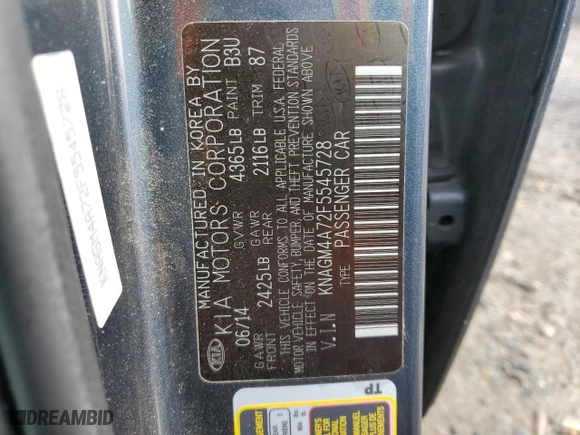 MANUFACTURED IN KOREA BY
KIA MOTORS CORPORATION
06/14 GVWR 4365LB PAINT B3U
GAWR FRONT 2425LB GAWR REAR 2116LB TRIM 87
THIS VEHICLE CONFORMS TO ALL APPLICABLE U.S.A. FEDERAL
MOTOR VEHICLE SAFETY, BUMPER, AND THEFT PREVENTION STANDARDS
IN EFFECT ON THE DATE OF MANUFACTURE SHOWN ABOVE
V.I.N KNAGM4A72F5545728
TYPE: PASSENGER CAR
KIA
KNAGM4A72F5545728
TP
DREAMBID